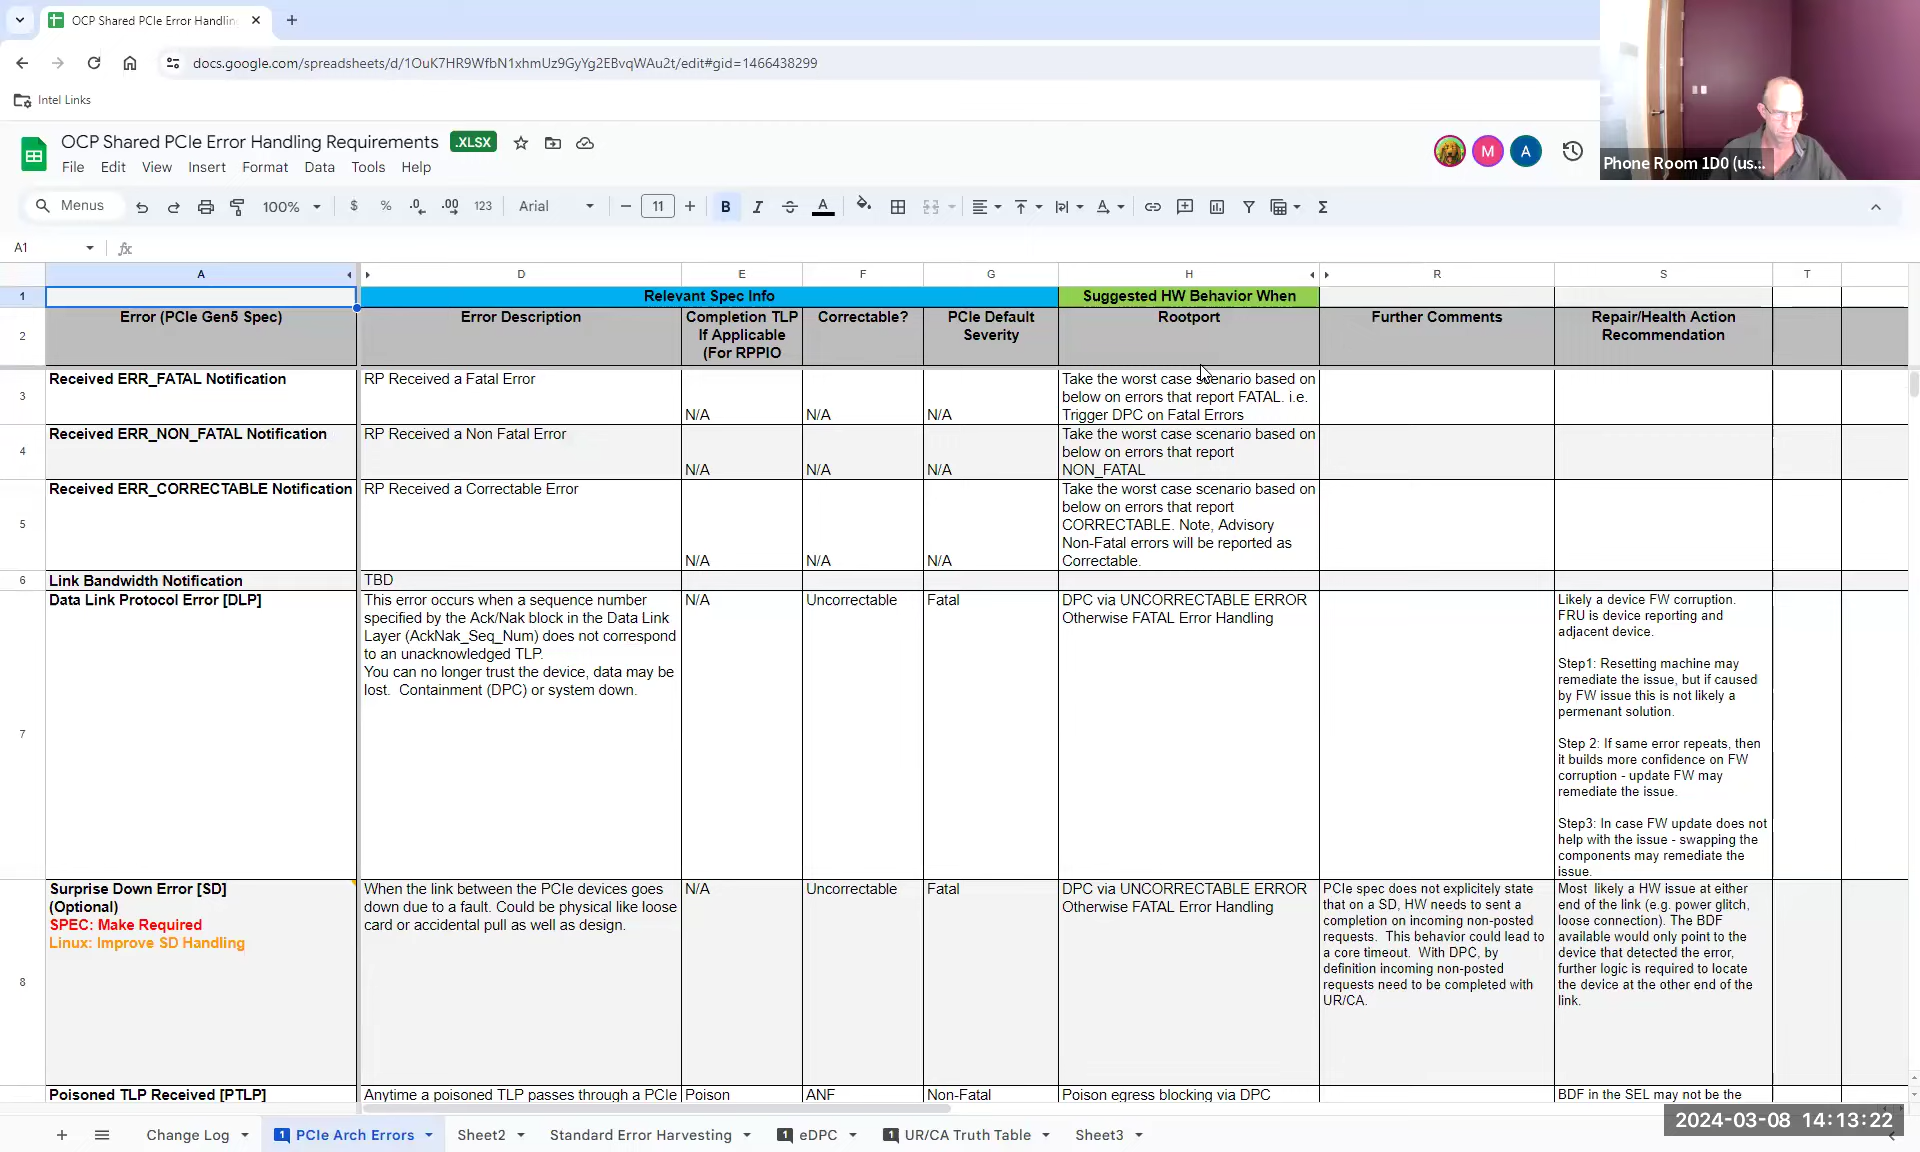 OCP Shared PCIe Error Handling
docs.google.com/spreadsheets/d/1OuK7HR9WfbN1xhmUz9GyYg2EBvqWAu2t/edit#gid=1466438299
Intel Links
OCP Shared PCIe Error Handling Requirements .XLSX
M A
Phone Room 1D0 (us...
File Edit View Insert Format Data Tools Help
Menus 100% $ % .0 .00 123 Arial 11 B I A
A1 fx
A D E F G H R S T
1 Relevant Spec Info Suggested HW Behavior When
2 Error (PCIe Gen5 Spec) Error Description Completion TLP If Applicable (For RPPIO Correctable? PCIe Default Severity Rootport Further Comments Repair/Health Action Recommendation
3
Received ERR_FATAL Notification
RP Received a Fatal Error
N/A
N/A
N/A
Take the worst case scenario based on
below on errors that report FATAL. i.e.
Trigger DPC on Fatal Errors
4
Received ERR_NON_FATAL Notification
RP Received a Non Fatal Error
N/A
N/A
N/A
Take the worst case scenario based on
below on errors that report
NON_FATAL
5
Received ERR_CORRECTABLE Notification
RP Received a Correctable Error
N/A
N/A
N/A
Take the worst case scenario based on
below on errors that report
CORRECTABLE. Note, Advisory
Non-Fatal errors will be reported as
Correctable.
6
Link Bandwidth Notification
TBD
7
Data Link Protocol Error [DLP]
This error occurs when a sequence number
specified by the Ack/Nak block in the Data Link
Layer (AckNak_Seq_Num) does not correspond
to an unacknowledged TLP.
You can no longer trust the device, data may be
lost. Containment (DPC) or system down.
N/A
Uncorrectable
Fatal
DPC via UNCORRECTABLE ERROR
Otherwise FATAL Error Handling
Likely a device FW corruption.
FRU is device reporting and
adjacent device.
Step1: Resetting machine may
remediate the issue, but if caused
by FW issue this is not likely a
permenant solution.
Step 2: If same error repeats, then
it builds more confidence on FW
corruption - update FW may
remediate the issue.
Step3: In case FW update does not
help with the issue - swapping the
components may remediate the
issue.
8
Surprise Down Error [SD]
(Optional)
SPEC: Make Required
Linux: Improve SD Handling
When the link between the PCIe devices goes
down due to a fault. Could be physical like loose
card or accidental pull as well as design.
N/A
Uncorrectable
Fatal
DPC via UNCORRECTABLE ERROR
Otherwise FATAL Error Handling
PCIe spec does not explicitely state
that on a SD, HW needs to sent a
completion on incoming non-posted
requests. This behavior could lead to
a core timeout. With DPC, by
definition incoming non-posted
requests need to be completed with
UR/CA.
Most likely a HW issue at either
end of the link (e.g. power glitch,
loose connection). The BDF
available would only point to the
device that detected the error,
further logic is required to locate
the device at the other end of the
link.
Poisoned TLP Received [PTLP]
Anytime a poisoned TLP passes through a PCIe
Poison
ANF
Non-Fatal
Poison egress blocking via DPC
BDF in the SEL may not be the
2024-03-08 14:13:22
Change Log 1 PCIe Arch Errors Sheet2 Standard Error Harvesting 1 eDPC 1 UR/CA Truth Table Sheet3